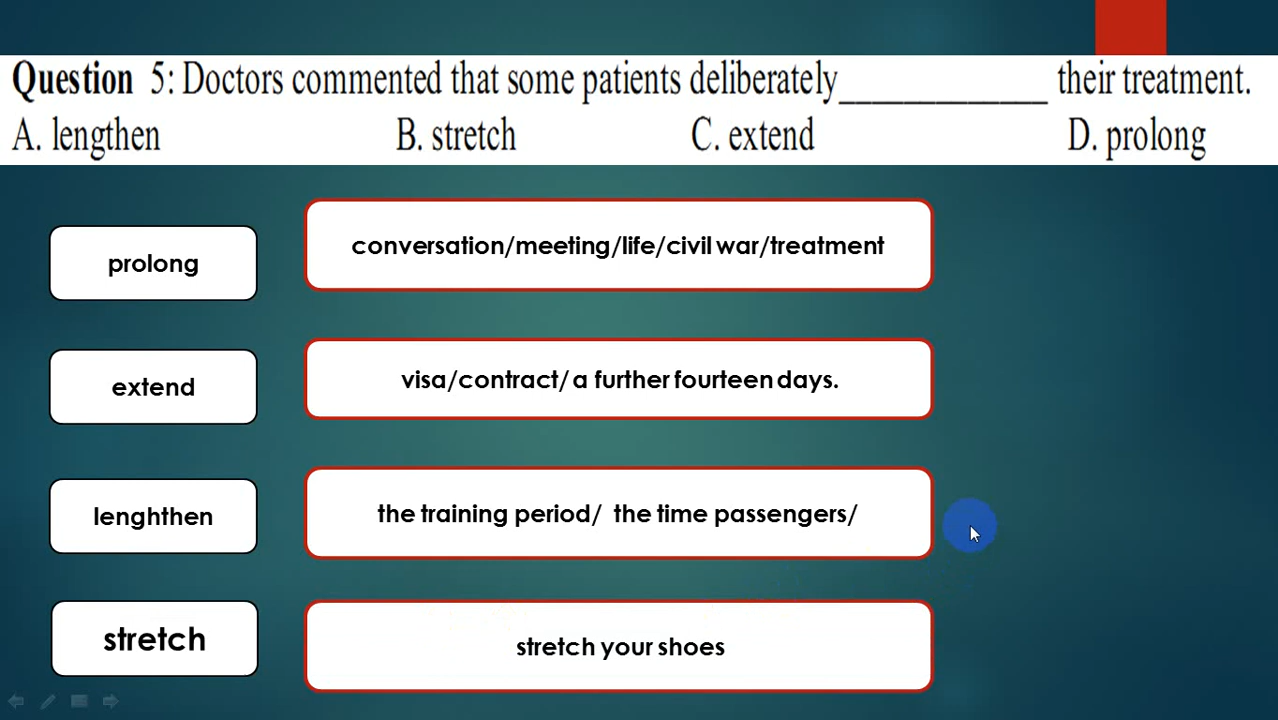 Question 5: Doctors commented that some patients deliberately_____________ their treatment.
A. lengthen B. stretch C. extend D. prolong
prolong
conversation/meeting/life/civil war/treatment
extend
visa/contract/ a further fourteen days.
lenghthen
the training period/ the time passengers/
stretch
stretch your shoes